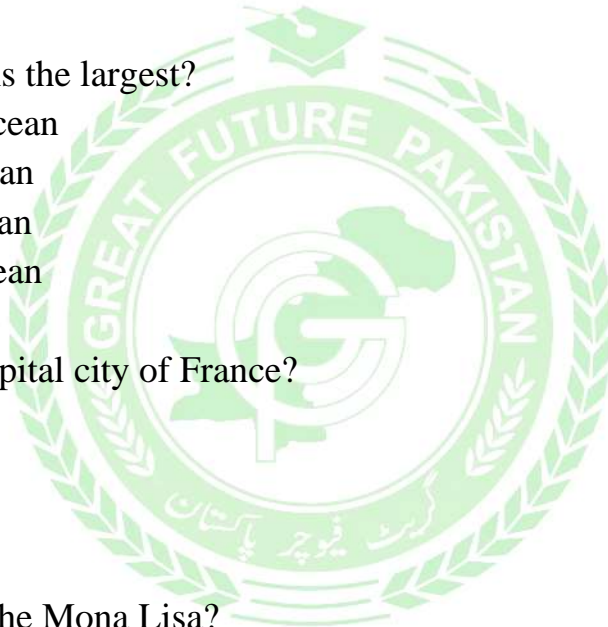 s the largest?
cean
an
an
ean
pital city of France?
he Mona Lisa?
GREAT FUTURE PAKISTAN
گریٹ فیوچر پاکستان